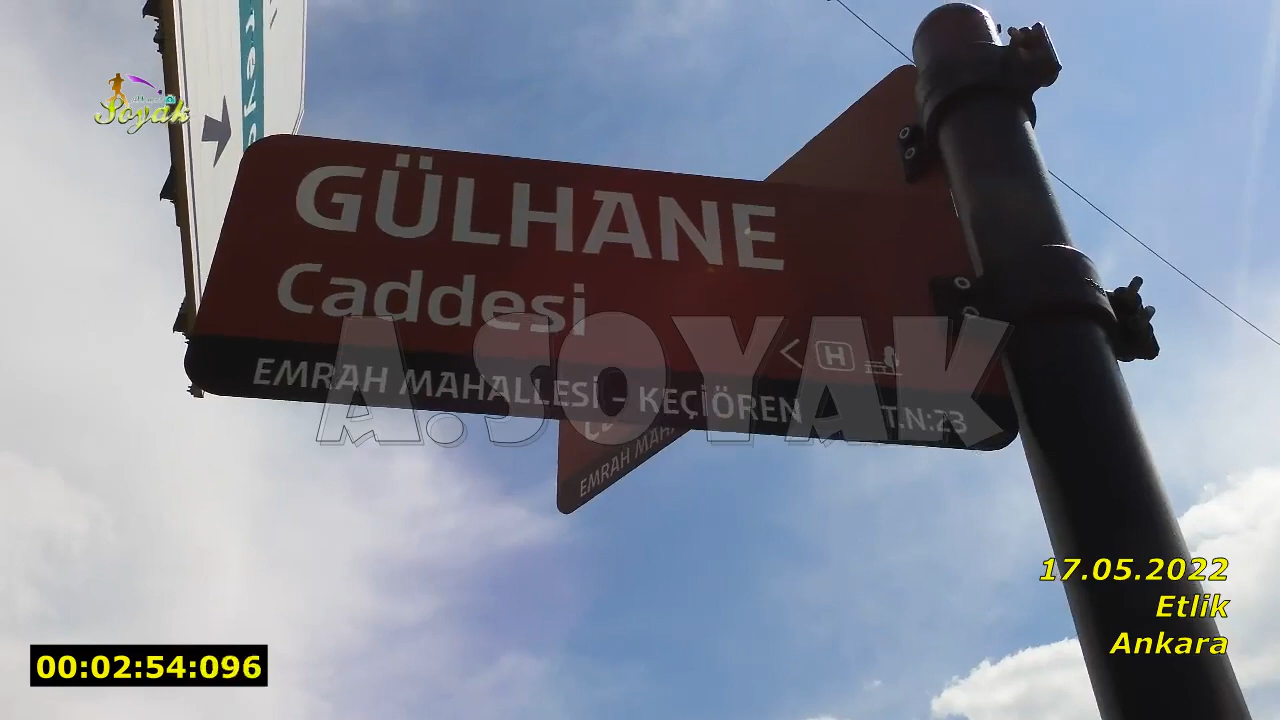 Soyak
GÜLHANE
Caddesi
EMRAH MAHALLESİ - KEÇİÖREN
< H
T.N:23
A.SOYAK
EMRAH MAH
17.05.2022
Etlik
Ankara
00:02:54:096